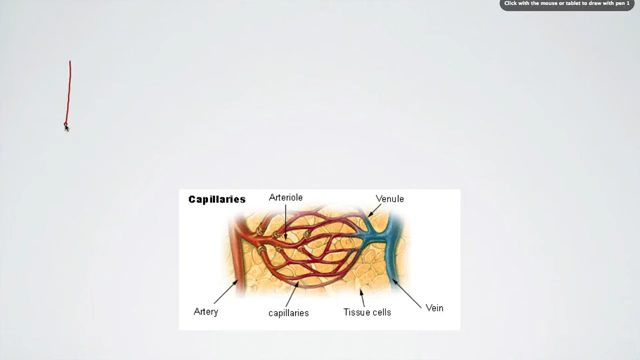 Click with the mouse or tablet to draw with pen 1
Capillaries
Arteriole
Venule
Artery
capillaries
Tissue cells
Vein